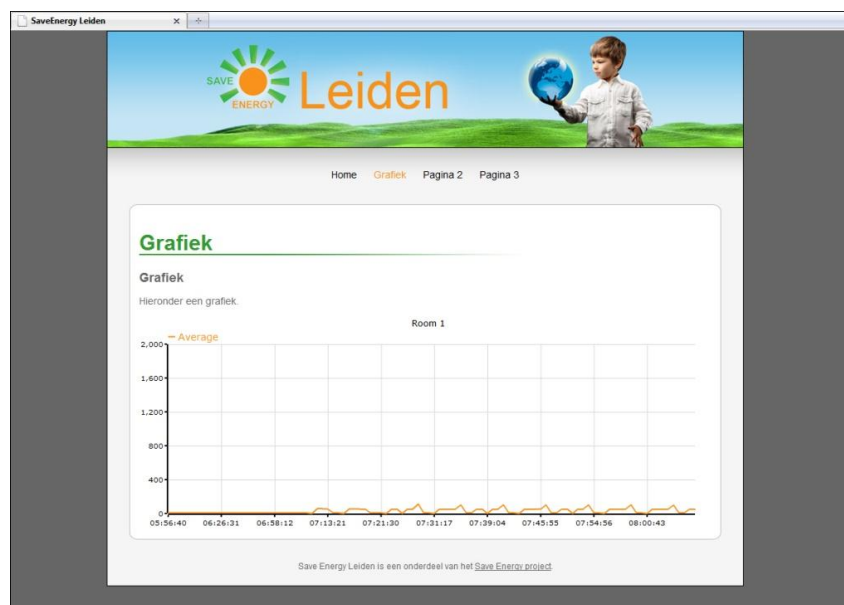 SaveEnergy Leiden
SAVE
ENERGY
Leiden
Home Grafiek Pagina 2 Pagina 3
Grafiek
Grafiek
Hieronder een grafiek.
Room 1
Average
2,000
1,600
1,200
800
400
0
05:56:40 06:26:31 06:58:12 07:13:21 07:21:30 07:31:17 07:39:04 07:45:55 07:54:56 08:00:43
Save Energy Leiden is een onderdeel van het Save Energy project.